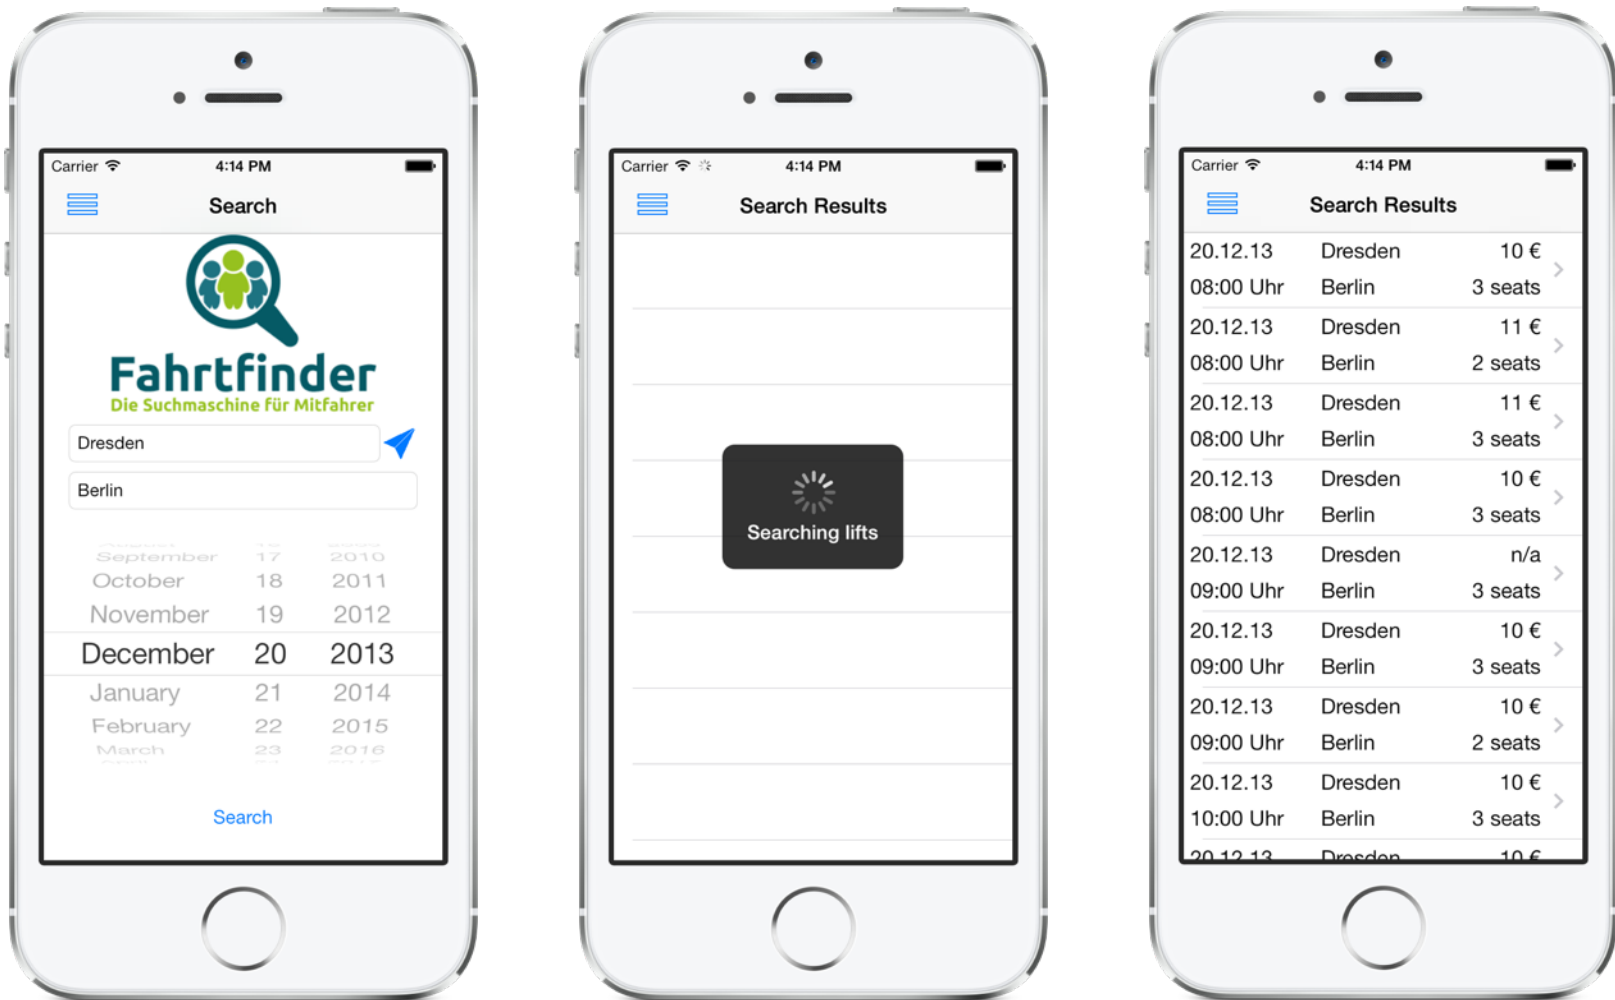 Carrier 4:14 PM
Search
Fahrtfinder
Die Suchmaschine für Mitfahrer
Dresden
Berlin
September 17 2010
October 18 2011
November 19 2012
December 20 2013
January 21 2014
February 22 2015
March 23 2016
Search
Carrier 4:14 PM
Search Results
Searching lifts
Carrier 4:14 PM
Search Results
20.12.13 Dresden 10 €
08:00 Uhr Berlin 3 seats
20.12.13 Dresden 11 €
08:00 Uhr Berlin 2 seats
20.12.13 Dresden 11 €
08:00 Uhr Berlin 3 seats
20.12.13 Dresden 10 €
08:00 Uhr Berlin 3 seats
20.12.13 Dresden n/a
09:00 Uhr Berlin 3 seats
20.12.13 Dresden 10 €
09:00 Uhr Berlin 3 seats
20.12.13 Dresden 10 €
09:00 Uhr Berlin 2 seats
20.12.13 Dresden 10 €
10:00 Uhr Berlin 3 seats
20.12.13 Dresden 10 €